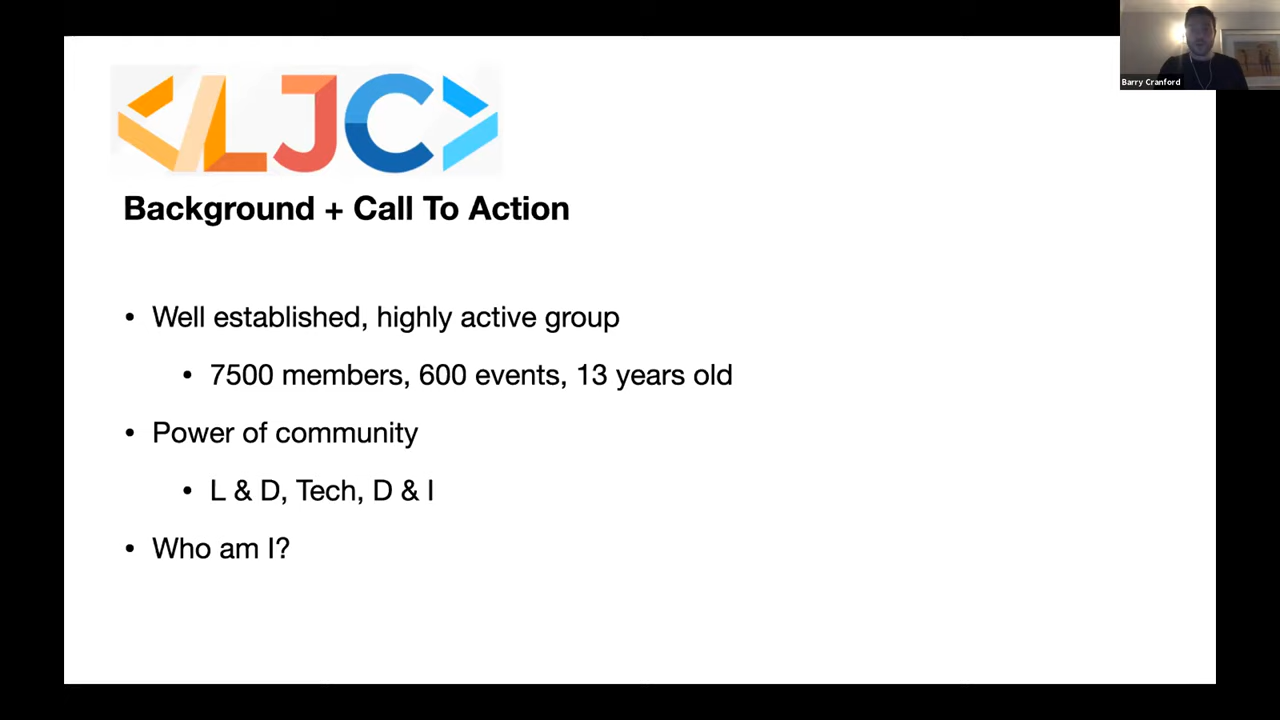 </LJC>
Barry Cranford
Background + Call To Action
• Well established, highly active group
• 7500 members, 600 events, 13 years old
• Power of community
• L & D, Tech, D & I
• Who am I?